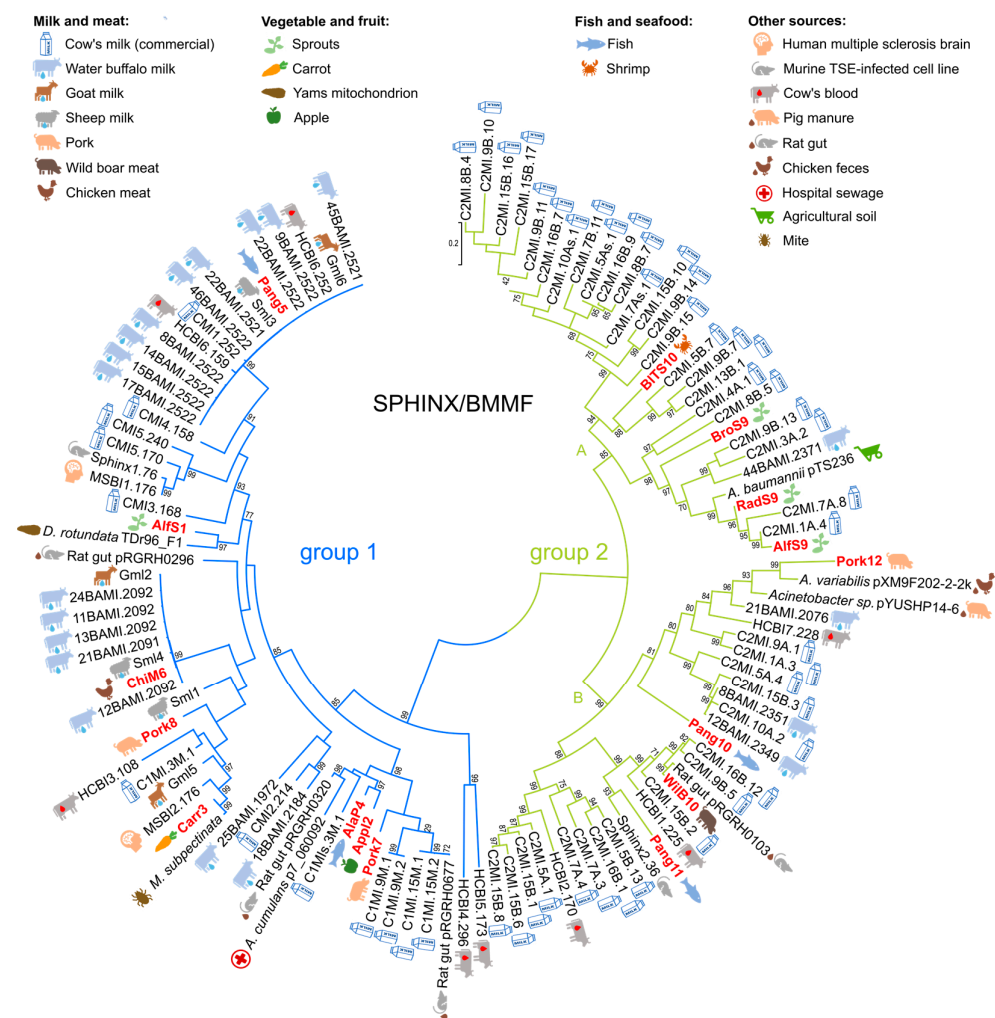 Milk and meat:
Cow's milk (commercial)
Water buffalo milk
Goat milk
Sheep milk
Pork
Wild boar meat
Chicken meat
Vegetable and fruit:
Sprouts
Carrot
Yams mitochondrion
Apple
Fish and seafood:
Fish
Shrimp
Other sources:
Human multiple sclerosis brain
Murine TSE-infected cell line
Cow's blood
Pig manure
Rat gut
Chicken feces
Hospital sewage
Agricultural soil
Mite
SPHINX/BMMF
group 1
group 2
A
B
0.2
C2MI.8B.4
C2MI.9B.10
C2MI.15B.16
C2MI.15B.17
C2MI.9B.11
C2MI.16B.7
C2MI.10As.1
C2MI.7B.11
C2MI.5As.1
C2MI.16B.9
C2MI.8B.7
C2MI.7As.1
C2MI.15B.10
C2MI.9B.14
C2MI.9B.15
BlTS10
C2MI.5B.7
C2MI.9B.7
C2MI.13B.1
C2MI.4A.1
C2MI.8B.5
BroS9
C2MI.9B.13
C2MI.3A.2
44BAMI.2371
A. baumannii pTS236
RadS9
C2MI.7A.8
C2MI.1A.4
AlfS9
Pork12
A. variabilis pXM9F202-2-2k
Acinetobacter sp. pYUSHP14-6
21BAMI.2076
HCBI7.228
C2MI.9A.1
C2MI.1A.3
C2MI.5A.4
C2MI.15B.3
8BAMI.2351
C2MI.10A.2
12BAMI.2349
Pang10
C2MI.16B.12
C2MI.9B.5
Rat gut pRGRH0103
WilB10
C2MI.15B.2
HCBI1.225
Pang11
Sphinx2.36
C2MI.5B.13
C2MI.16B.1
C2MI.7A.3
C2MI.7A.4
HCBI2.170
C2MI.5A.1
C2MI.15B.1
C2MI.15B.6
C2MI.15B.8
HCBI5.173
HCBI4.296
Rat gut pRGRH0677
C1MI.15M.2
C1MI.15M.1
C1MI.9M.2
C1MI.9M.1
Pork7
Appl2
AlaP4
C1MIs.3M.1
A. cumulans p7_060092
Rat gut pRGRH0320
18BAMI.2184
CMI2.214
25BAMI.1972
M. subpectinata
Carr3
MSBI2.176
Gml5
C1MI.3M.1
HCBI3.108
Pork8
Sml1
12BAMI.2092
ChiM6
Sml4
21BAMI.2091
13BAMI.2092
11BAMI.2092
24BAMI.2092
Gml2
Rat gut pRGRH0296
D. rotundata TDr96_F1
AlfS1
CMI3.168
MSBI1.176
Sphinx1.76
CMI5.170
CMI5.240
CMI4.158
17BAMI.2522
15BAMI.2522
14BAMI.2522
8BAMI.2522
HCBI6.159
CMI1.252
46BAMI.2522
22BAMI.2521
Sml3
Pang5
22BAMI.2522
9BAMI.2522
HCBI6.252
Gml6
45BAMI.2521